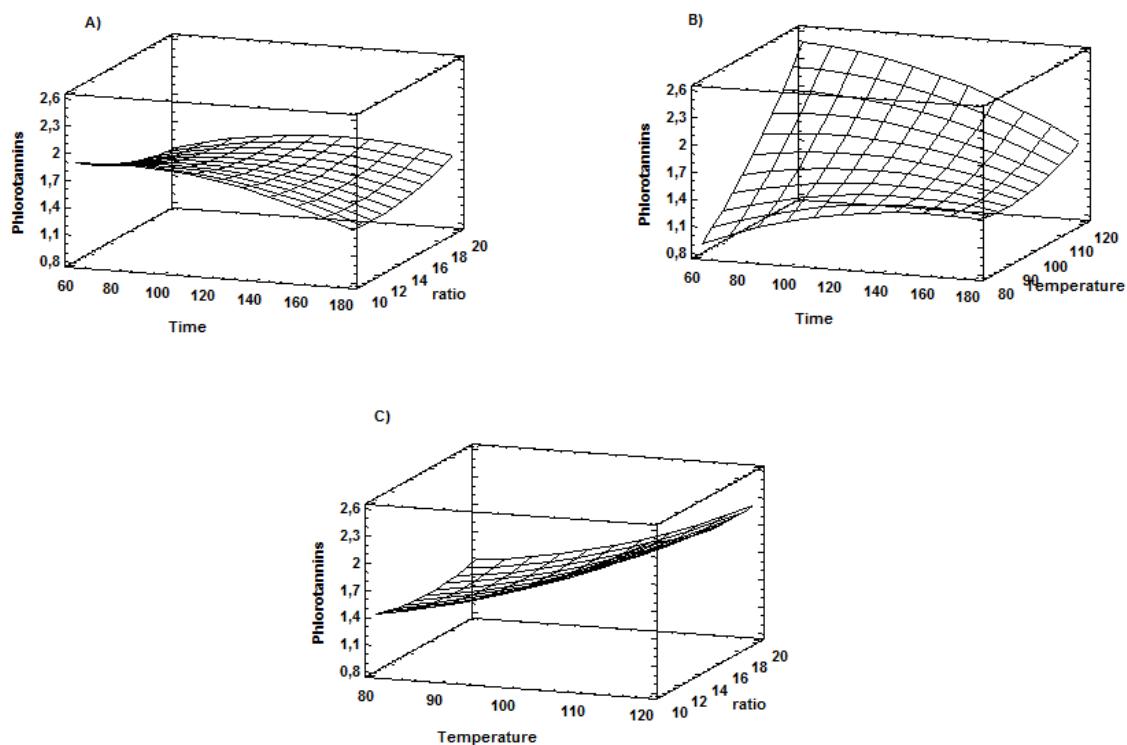 A)
Phlorotannins
2,6
2,3
2
1,7
1,4
1,1
0,8
60 80 100 120 140 160 180
Time
10 12 14 16 18 20
ratio
B)
Phlorotannins
2,6
2,3
2
1,7
1,4
1,1
0,8
60 80 100 120 140 160 180
Time
80 90 100 110 120
Temperature
C)
Phlorotannins
2,6
2,3
2
1,7
1,4
1,1
0,8
80 90 100 110 120
Temperature
10 12 14 16 18 20
ratio